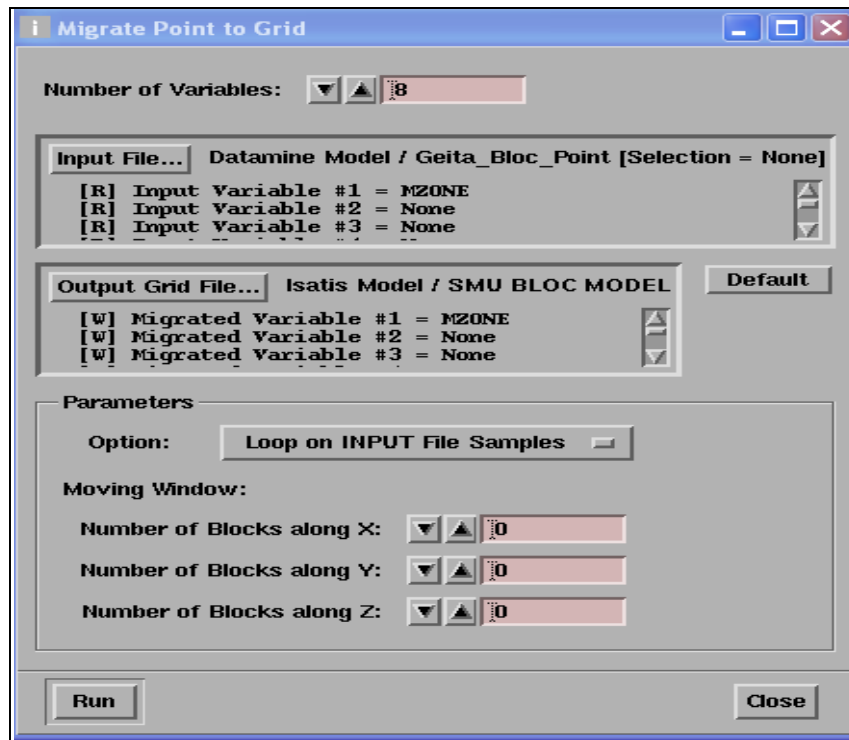 i Migrate Point to Grid
Number of Variables: 8
Input File... Datamine Model / Geita_Bloc_Point [Selection = None]
[R] Input Variable #1 = MZONE
[R] Input Variable #2 = None
[R] Input Variable #3 = None
Output Grid File... Isatis Model / SMU BLOC MODEL Default
[W] Migrated Variable #1 = MZONE
[W] Migrated Variable #2 = None
[W] Migrated Variable #3 = None
Parameters
Option: Loop on INPUT File Samples
Moving Window:
Number of Blocks along X: 0
Number of Blocks along Y: 0
Number of Blocks along Z: 0
Run Close